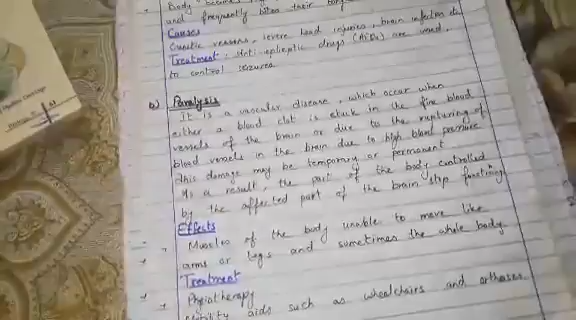 Body
and frequently bites their
Causes
Genetic reasons, severe head injuries, brain infection etc
Treatment: Anti-epileptic drugs (AEDs) are used,
to control seizures
b) Paralysis
It is a vascular disease, which occur when
either a blood clot is stuck in the fine blood
vessels of the brain or due to the rupturing of
blood vessels in the brain due to high blood pressure
This damage may be temporary or permanent
As a result, the part of the body controlled
by the affected part of the brain stop functioning
Effects
Muscles of the body unable to move like
arms or legs and sometimes the whole body
Treatment
Physiotherapy
Mobility aids such as wheelchairs and orthoses